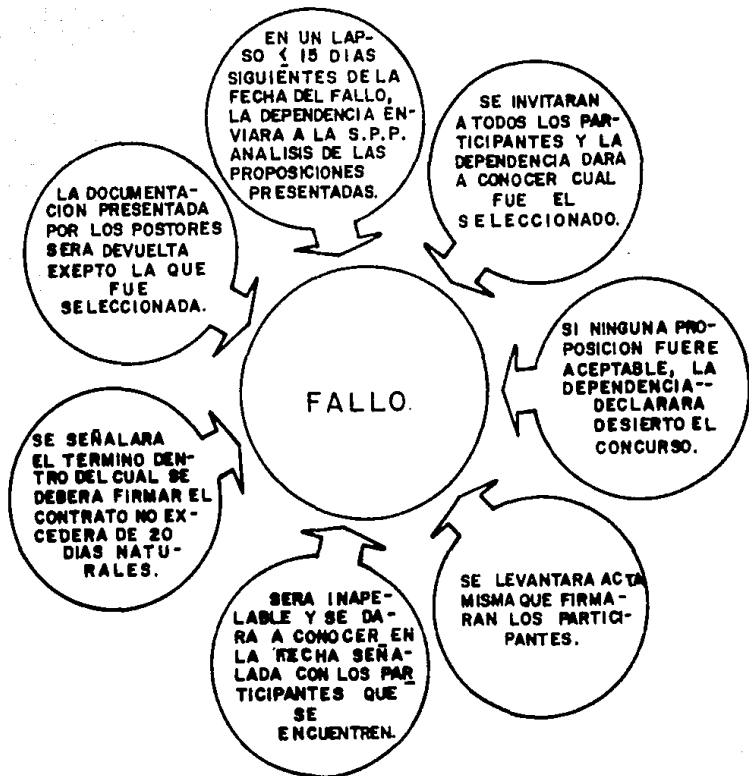 EN UN LAP-
SO ≤ 15 DIAS
SIGUIENTES DE LA
FECHA DEL FALLO,
LA DEPENDENCIA EN-
VIARA A LA S.P.P.
ANALISIS DE LAS
PROPOSICIONES
PRESENTADAS.
SE INVITARAN
A TODOS LOS PAR-
TICIPANTES Y LA
DEPENDENCIA DARA
A CONOCER CUAL
FUE EL
SELECCIONADO.
SI NINGUNA PRO-
POSICION FUERE
ACEPTABLE, LA
DEPENDENCIA--
DECLARARA
DESIERTO EL
CONCURSO.
SE LEVANTARA ACTA
MISMA QUE FIRMA-
RAN LOS PARTICI-
PANTES.
SERA INAPE-
LABLE Y SE DA-
RA A CONOCER EN
LA FECHA SEÑA-
LADA CON LOS PAR
TICIPANTES QUE
SE
ENCUENTREN.
SE SEÑALARA
EL TERMINO DEN-
TRO DEL CUAL SE
DEBERA FIRMAR EL
CONTRATO NO EX-
CEDERA DE 20
DIAS NATU-
RALES.
LA DOCUMENTA-
CION PRESENTADA
POR LOS POSTORES
SERA DEVUELTA
EXEPTO LA QUE
FUE
SELECCIONADA.
FALLO.